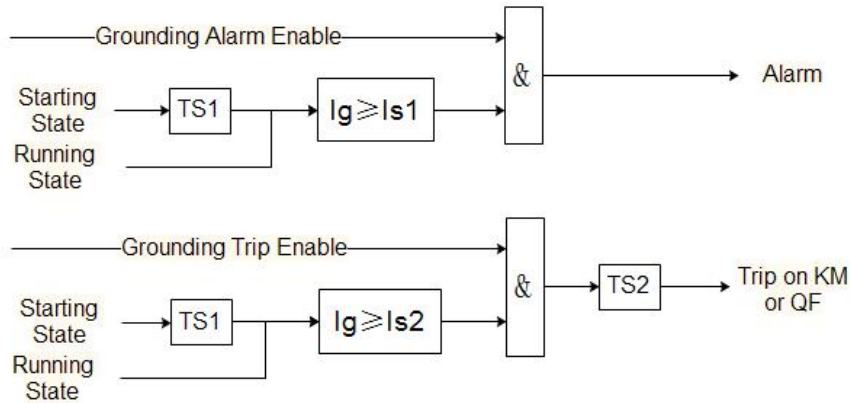 Grounding Alarm Enable
Starting
State
TS1
Ig≥Is1
&
Alarm
Running
State
Grounding Trip Enable
Starting
State
TS1
Ig≥Is2
&
TS2
Trip on KM
or QF
Running
State